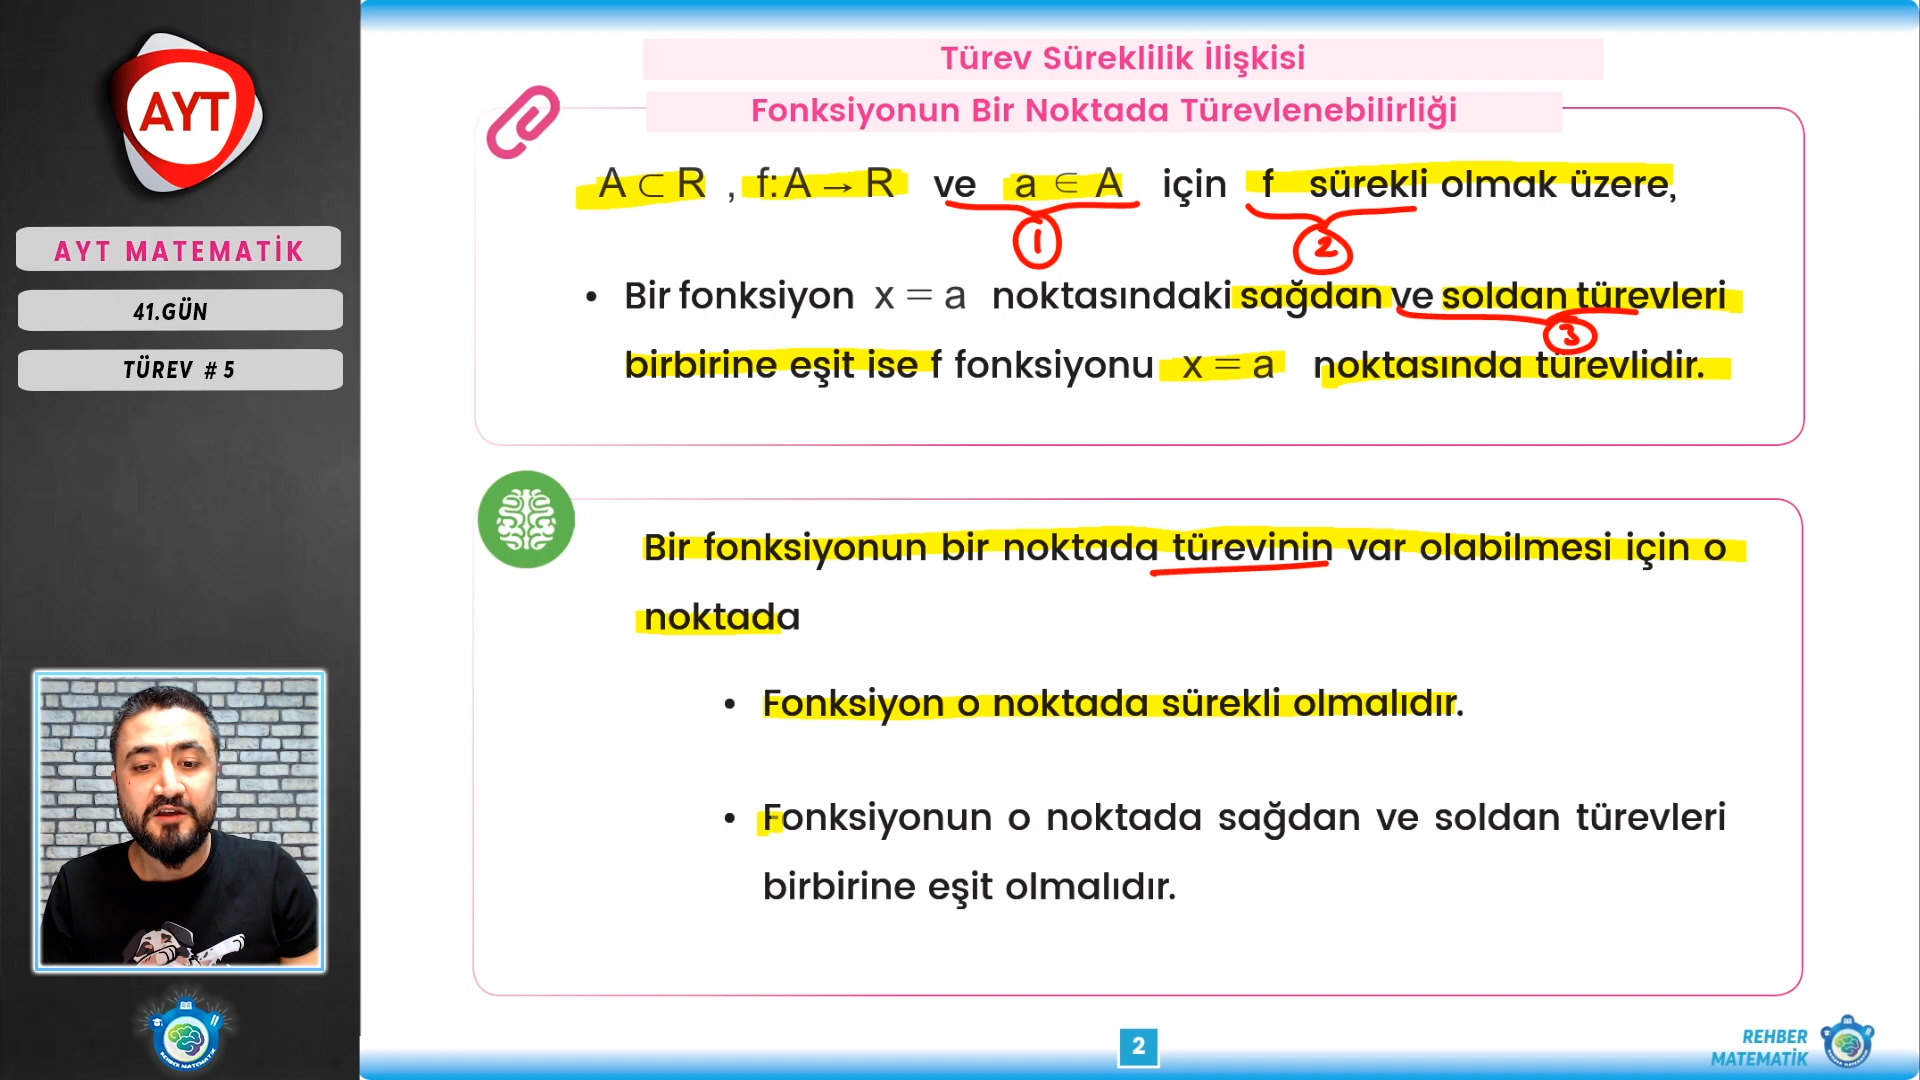 AYT
AYT MATEMATİK
41.GÜN
TÜREV # 5
Türev Süreklilik İlişkisi
Fonksiyonun Bir Noktada Türevlenebilirliği
A ⊂ R , f: A → R ve a ∈ A için f sürekli olmak üzere,
1 2
• Bir fonksiyon x = a noktasındaki sağdan ve soldan türevleri
3
birbirine eşit ise f fonksiyonu x = a noktasında türevlidir.
Bir fonksiyonun bir noktada türevinin var olabilmesi için o
noktada
• Fonksiyon o noktada sürekli olmalıdır.
• Fonksiyonun o noktada sağdan ve soldan türevleri
birbirine eşit olmalıdır.
2
REHBER
MATEMATİK
REHBER MATEMATİK